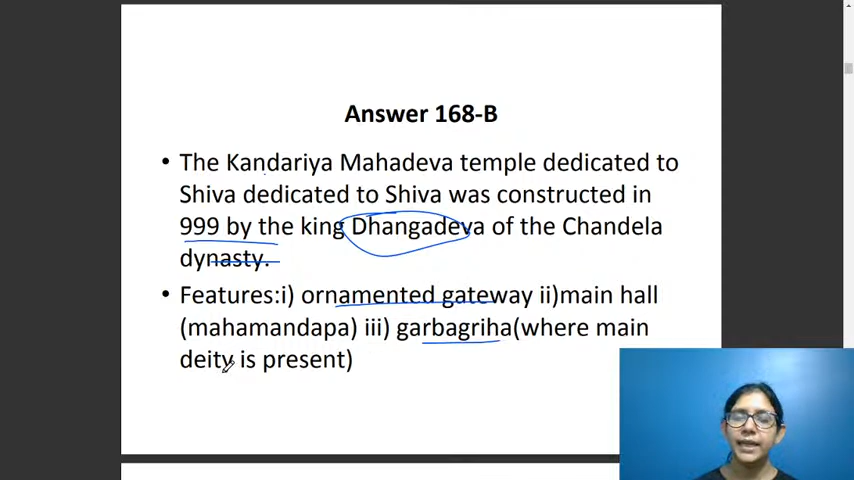 Answer 168-B
• The Kandariya Mahadeva temple dedicated to
Shiva dedicated to Shiva was constructed in
999 by the king Dhangadeva of the Chandela
dynasty.
• Features:i) ornamented gateway ii)main hall
(mahamandapa) iii) garbagriha(where main
deity is present)